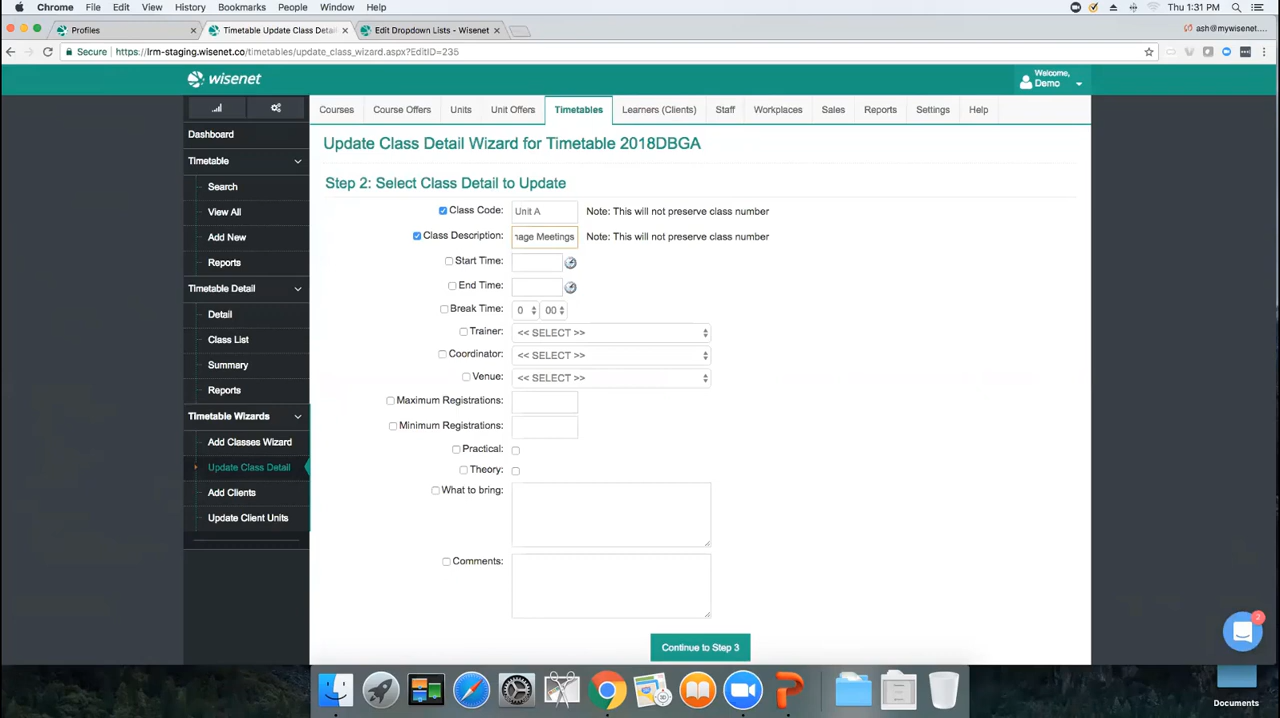 Chrome File Edit View History Bookmarks People Window Help Thu 1:31 PM
Profiles Timetable Update Class Detail Edit Dropdown Lists - Wisenet ash@mywisenet....
Secure https://lrm-staging.wisenet.co/timetables/update_class_wizard.aspx?EditID=235
wisenet Welcome,
Demo
Courses Course Offers Units Unit Offers Timetables Learners (Clients) Staff Workplaces Sales Reports Settings Help
Dashboard
Timetable
Search
View All
Add New
Reports
Timetable Detail
Detail
Class List
Summary
Reports
Timetable Wizards
Add Classes Wizard
Update Class Detail
Add Clients
Update Client Units
Update Class Detail Wizard for Timetable 2018DBGA
Step 2: Select Class Detail to Update
Class Code: Unit A Note: This will not preserve class number
Class Description: nage Meetings Note: This will not preserve class number
Start Time:
End Time:
Break Time: 0 00
Trainer: << SELECT >>
Coordinator: << SELECT >>
Venue: << SELECT >>
Maximum Registrations:
Minimum Registrations:
Practical:
Theory:
What to bring:
Comments:
Continue to Step 3
2
Documents